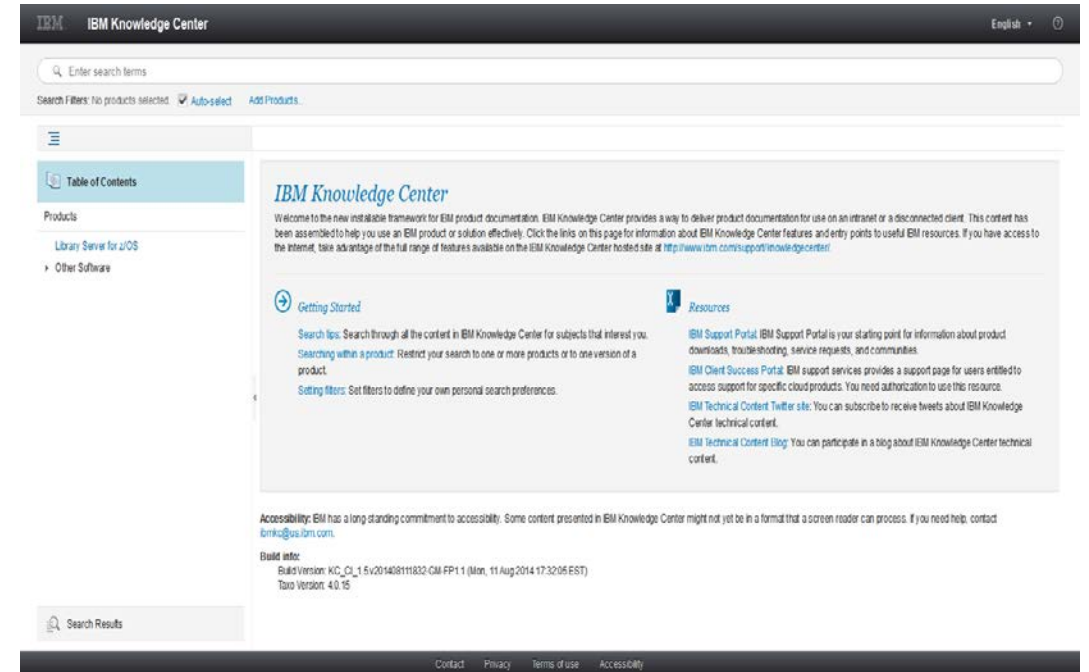 IBM IBM Knowledge Center English
Enter search terms
Search Filters: No products selected. Auto-select Add Products...
Table of Contents
Products
Library Server for z/OS
Other Software
IBM Knowledge Center
Welcome to the new installable framework for IBM product documentation. IBM Knowledge Center provides a way to deliver product documentation for use on an intranet or a disconnected client. This content has
been assembled to help you use an IBM product or solution effectively. Click the links on this page for information about IBM Knowledge Center features and entry points to useful IBM resources. If you have access to
the internet, take advantage of the full range of features available on the IBM Knowledge Center hosted site at http://www.ibm.com/support/knowledgecenter/.
Getting Started
Search tips: Search through all the content in IBM Knowledge Center for subjects that interest you.
Searching within a product: Restrict your search to one or more products or to one version of a
product.
Setting filters: Set filters to define your own personal search preferences.
Resources
IBM Support Portal: IBM Support Portal is your starting point for information about product
downloads, troubleshooting, service requests, and communities.
IBM Client Success Portal: IBM support services provides a support page for users entitled to
access support for specific cloud products. You need authorization to use this resource.
IBM Technical Content Twitter site: You can subscribe to receive tweets about IBM Knowledge
Center technical content.
IBM Technical Content Blog: You can participate in a blog about IBM Knowledge Center technical
content.
Accessibility: IBM has a long-standing commitment to accessibility. Some content presented in IBM Knowledge Center might not yet be in a format that a screen reader can process. If you need help, contact
ibmkc@us.ibm.com.
Build info:
Build Version: KC_CI_1.5.v201408111832-GM-FP1.1 (Mon, 11 Aug 2014 17:32:05 EST)
Taxo Version: 4.0.15
Search Results
Contact Privacy Terms of use Accessibility